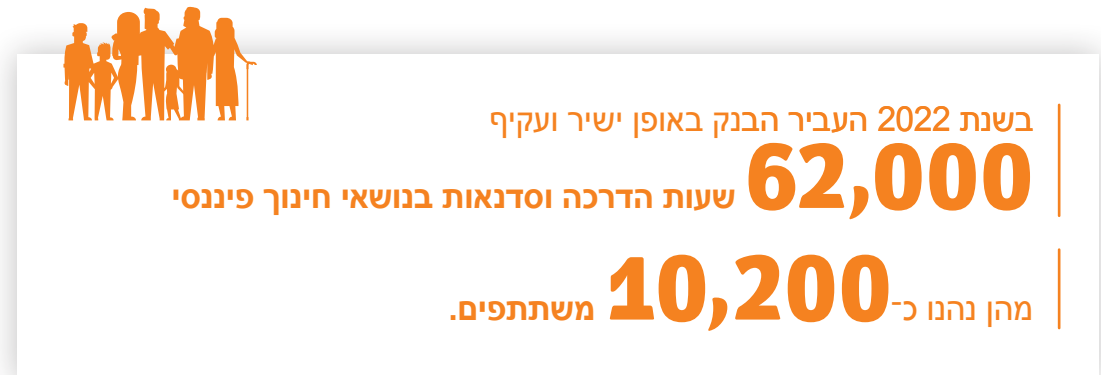 בשנת 2022 העביר הבנק באופן ישיר ועקיף
62,000 שעות הדרכה וסדנאות בנושאי חינוך פיננסי
מהן נהנו כ־10,200 משתתפים.